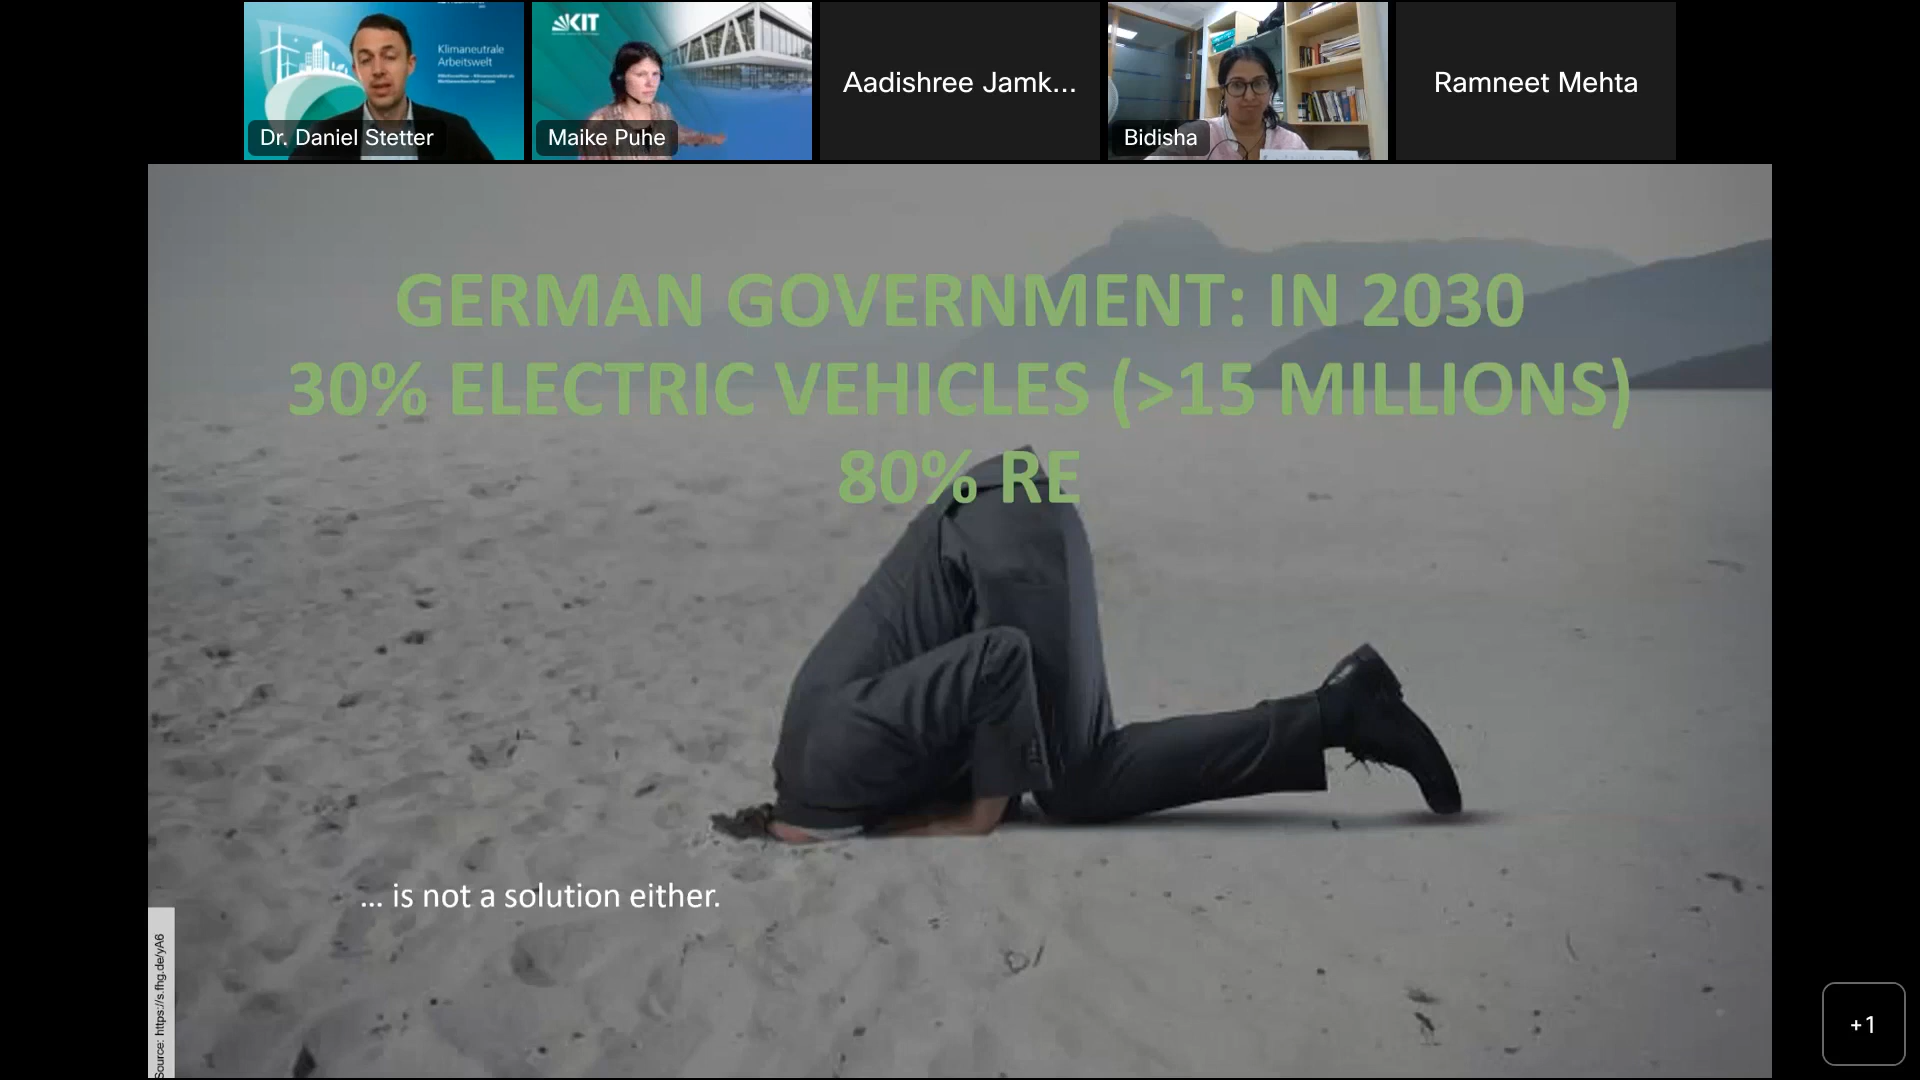 Klimaneutrale
Arbeitswelt
Dr. Daniel Stetter
KIT
Maike Puhe
Aadishree Jamk...
Bidisha
Ramneet Mehta
GERMAN GOVERNMENT: IN 2030
30% ELECTRIC VEHICLES (>15 MILLIONS)
80% RE
... is not a solution either.
Source: https://s.fhg.de/yA6
+1